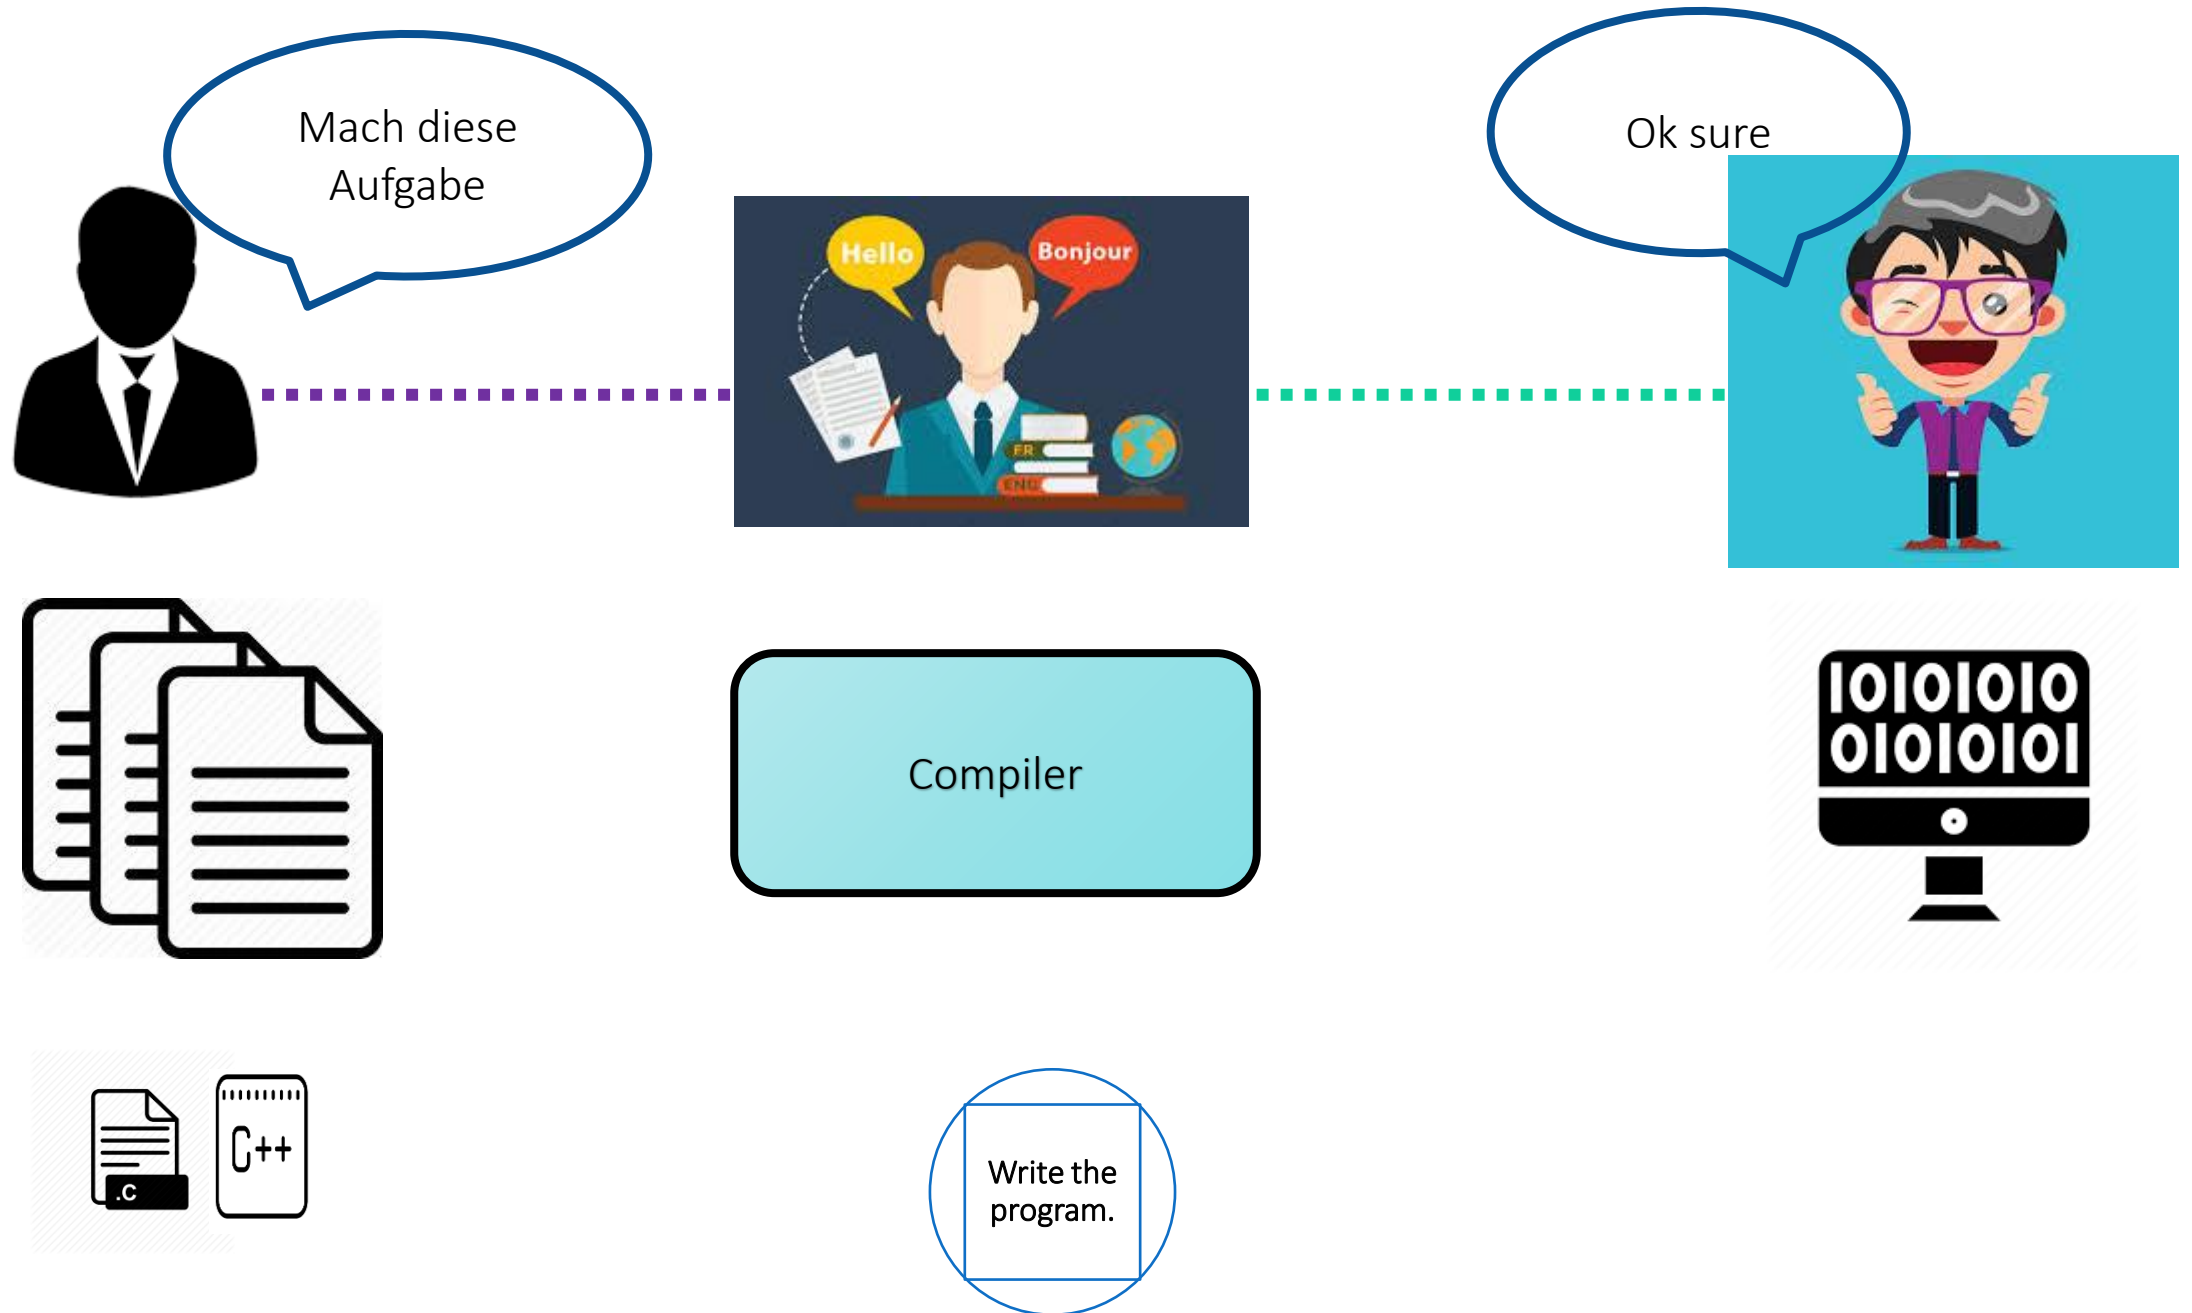 Mach diese
Aufgabe
Ok sure
Hello
Bonjour
FR
ENG
Compiler
10101010
01010101
.C
C++
Write the
program.